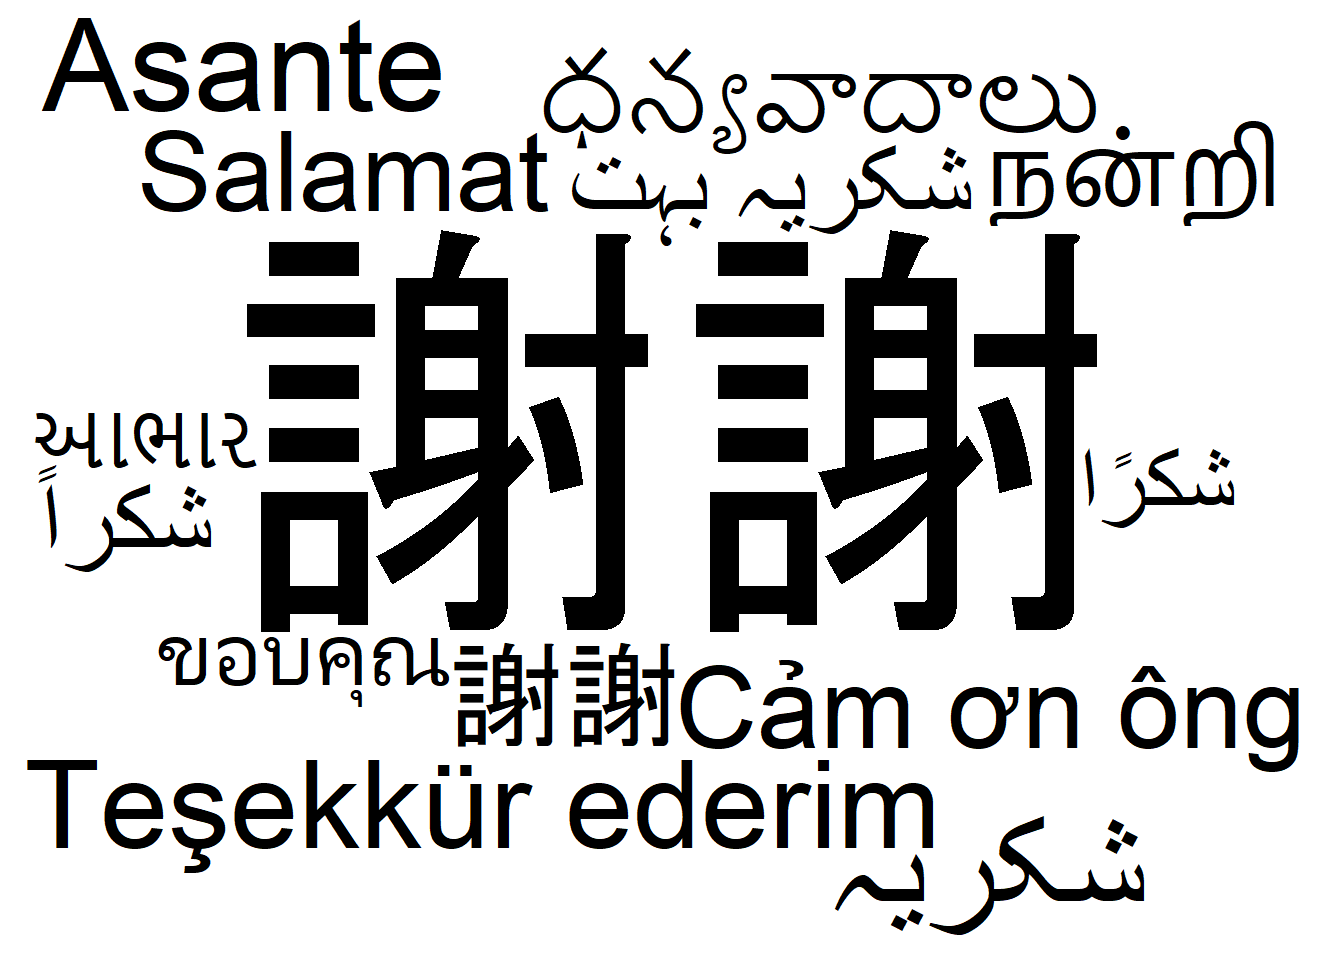 Asante
ధన్యవాదాలు.
Salamat
شکریہ بہت
நன்றி
謝謝
આભાર
شكراً
شكرًا
ขอบคุณ
謝謝
Cảm ơn ông
Teşekkür ederim
شکریہ